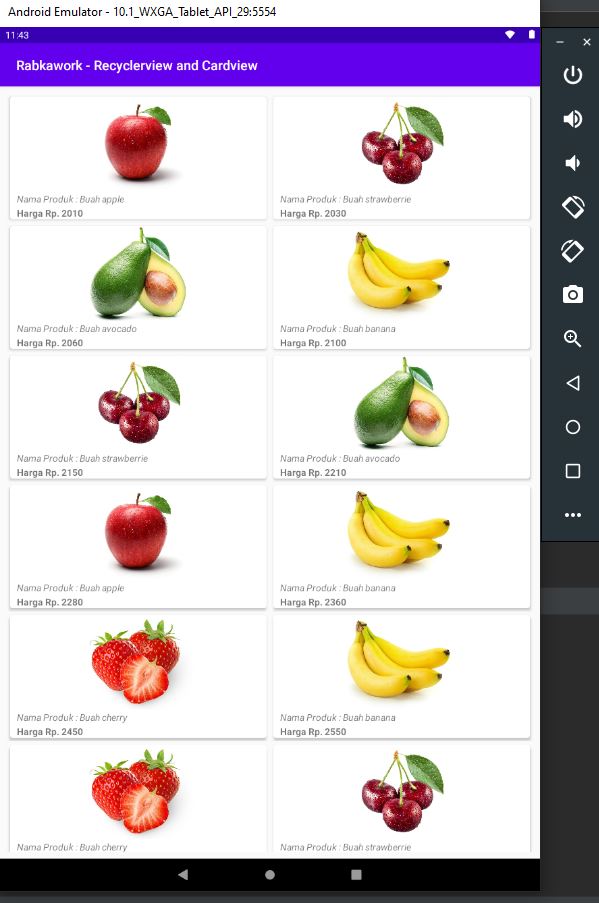 Android Emulator - 10.1_WXGA_Tablet_API_29:5554
11:43
Rabkawork - Recyclerview and Cardview
Nama Produk : Buah apple
Harga Rp. 2010
Nama Produk : Buah strawberrie
Harga Rp. 2030
Nama Produk : Buah avocado
Harga Rp. 2060
Nama Produk : Buah banana
Harga Rp. 2100
Nama Produk : Buah strawberrie
Harga Rp. 2150
Nama Produk : Buah avocado
Harga Rp. 2210
Nama Produk : Buah apple
Harga Rp. 2280
Nama Produk : Buah banana
Harga Rp. 2360
Nama Produk : Buah cherry
Harga Rp. 2450
Nama Produk : Buah banana
Harga Rp. 2550
Nama Produk : Buah cherry
Nama Produk : Buah strawberrie